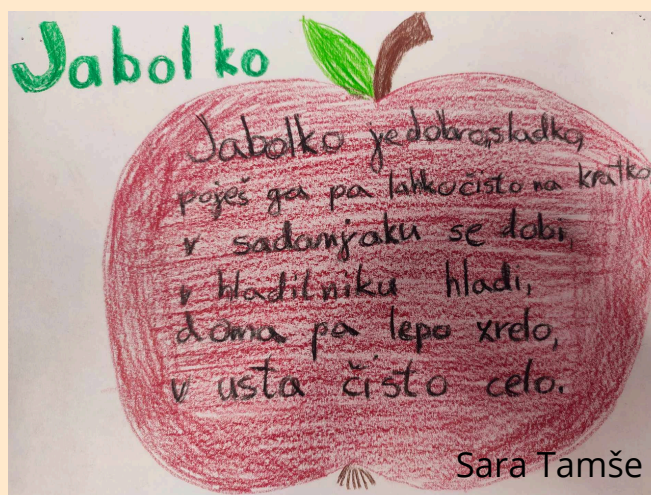 Jabolko
Jabolko je dobro, sladko,
poješ ga pa lahko čisto na kratko
v sadamjaku se dobi,
v hladilniku hladi,
doma pa lepo zrelo,
v usta čisto celo.
Sara Tamše